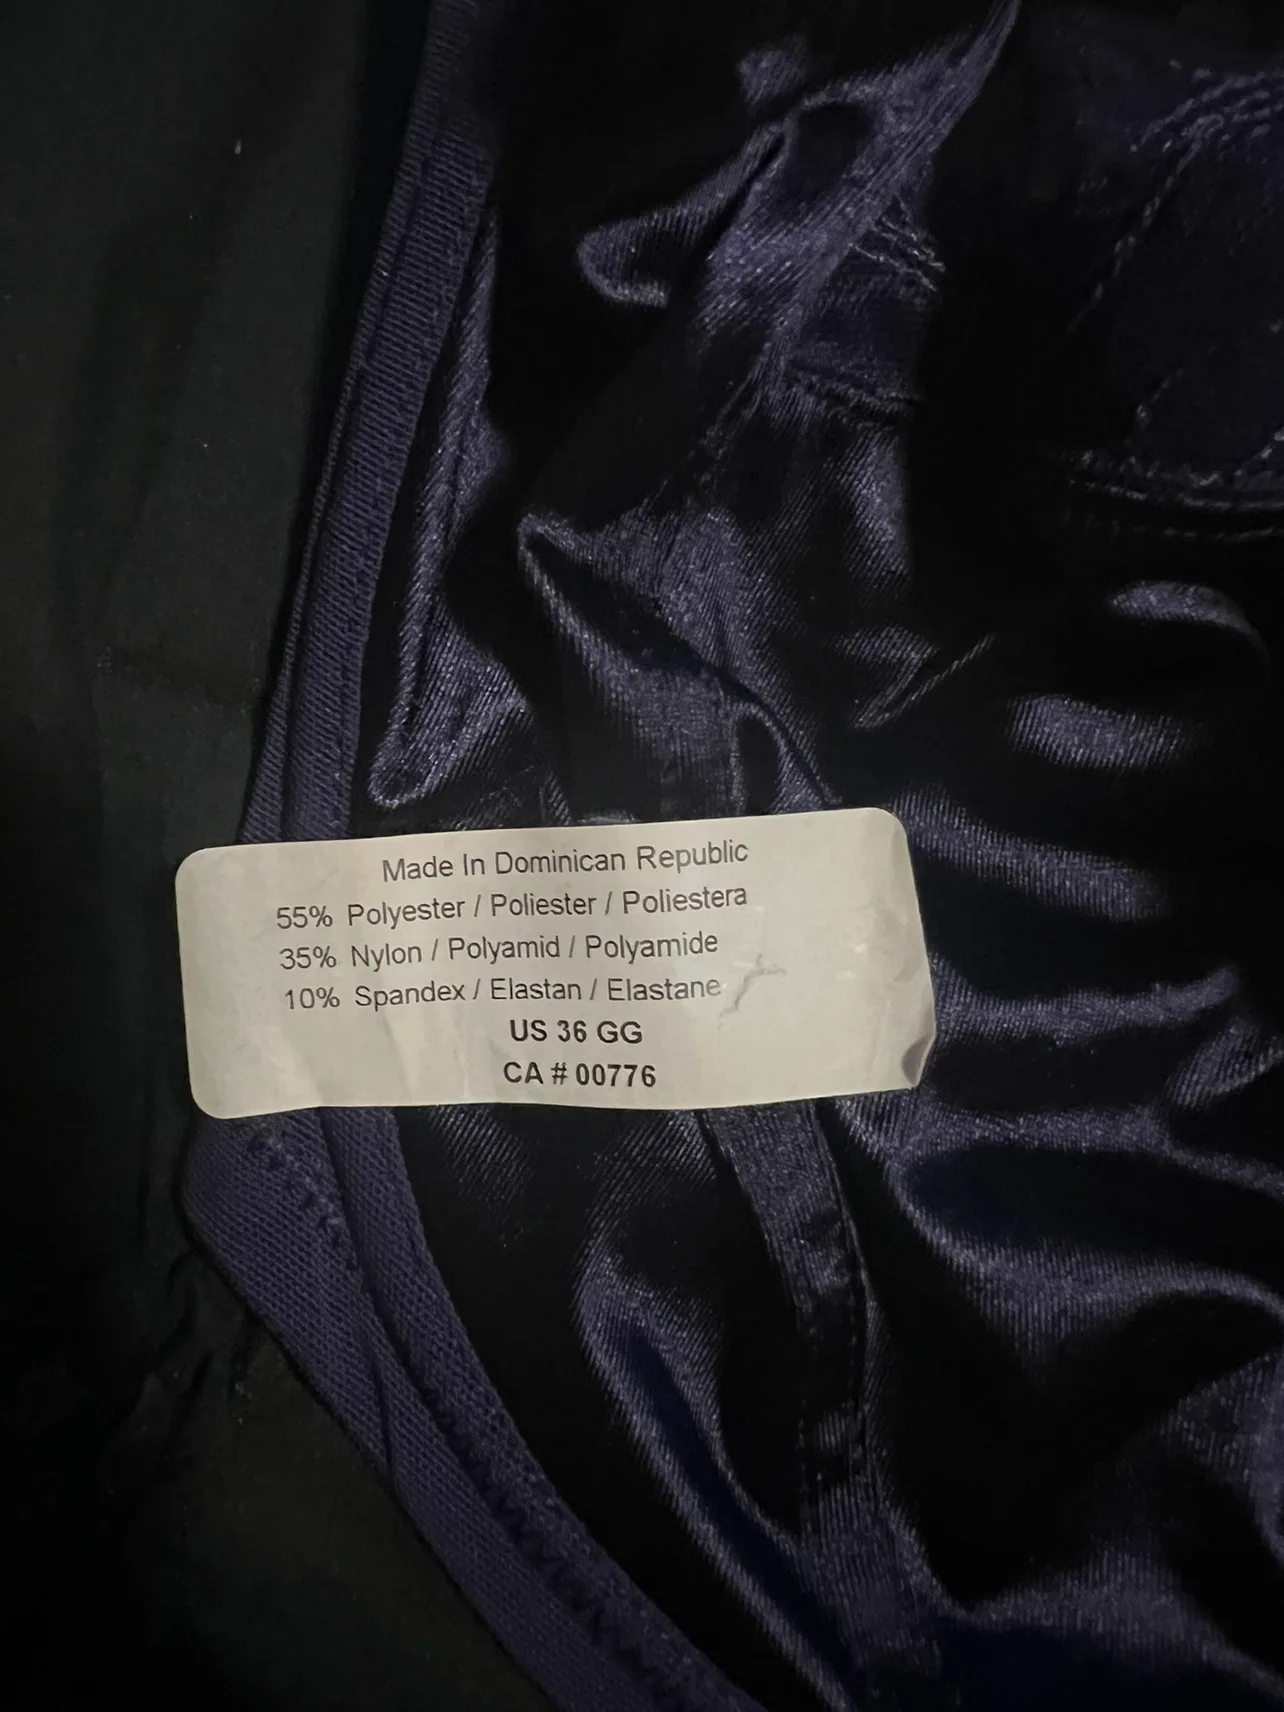 Made In Dominican Republic
55% Polyester / Poliester / Poliestera
35% Nylon / Polyamid / Polyamide
10% Spandex / Elastan / Elastane
US 36 GG
CA # 00776